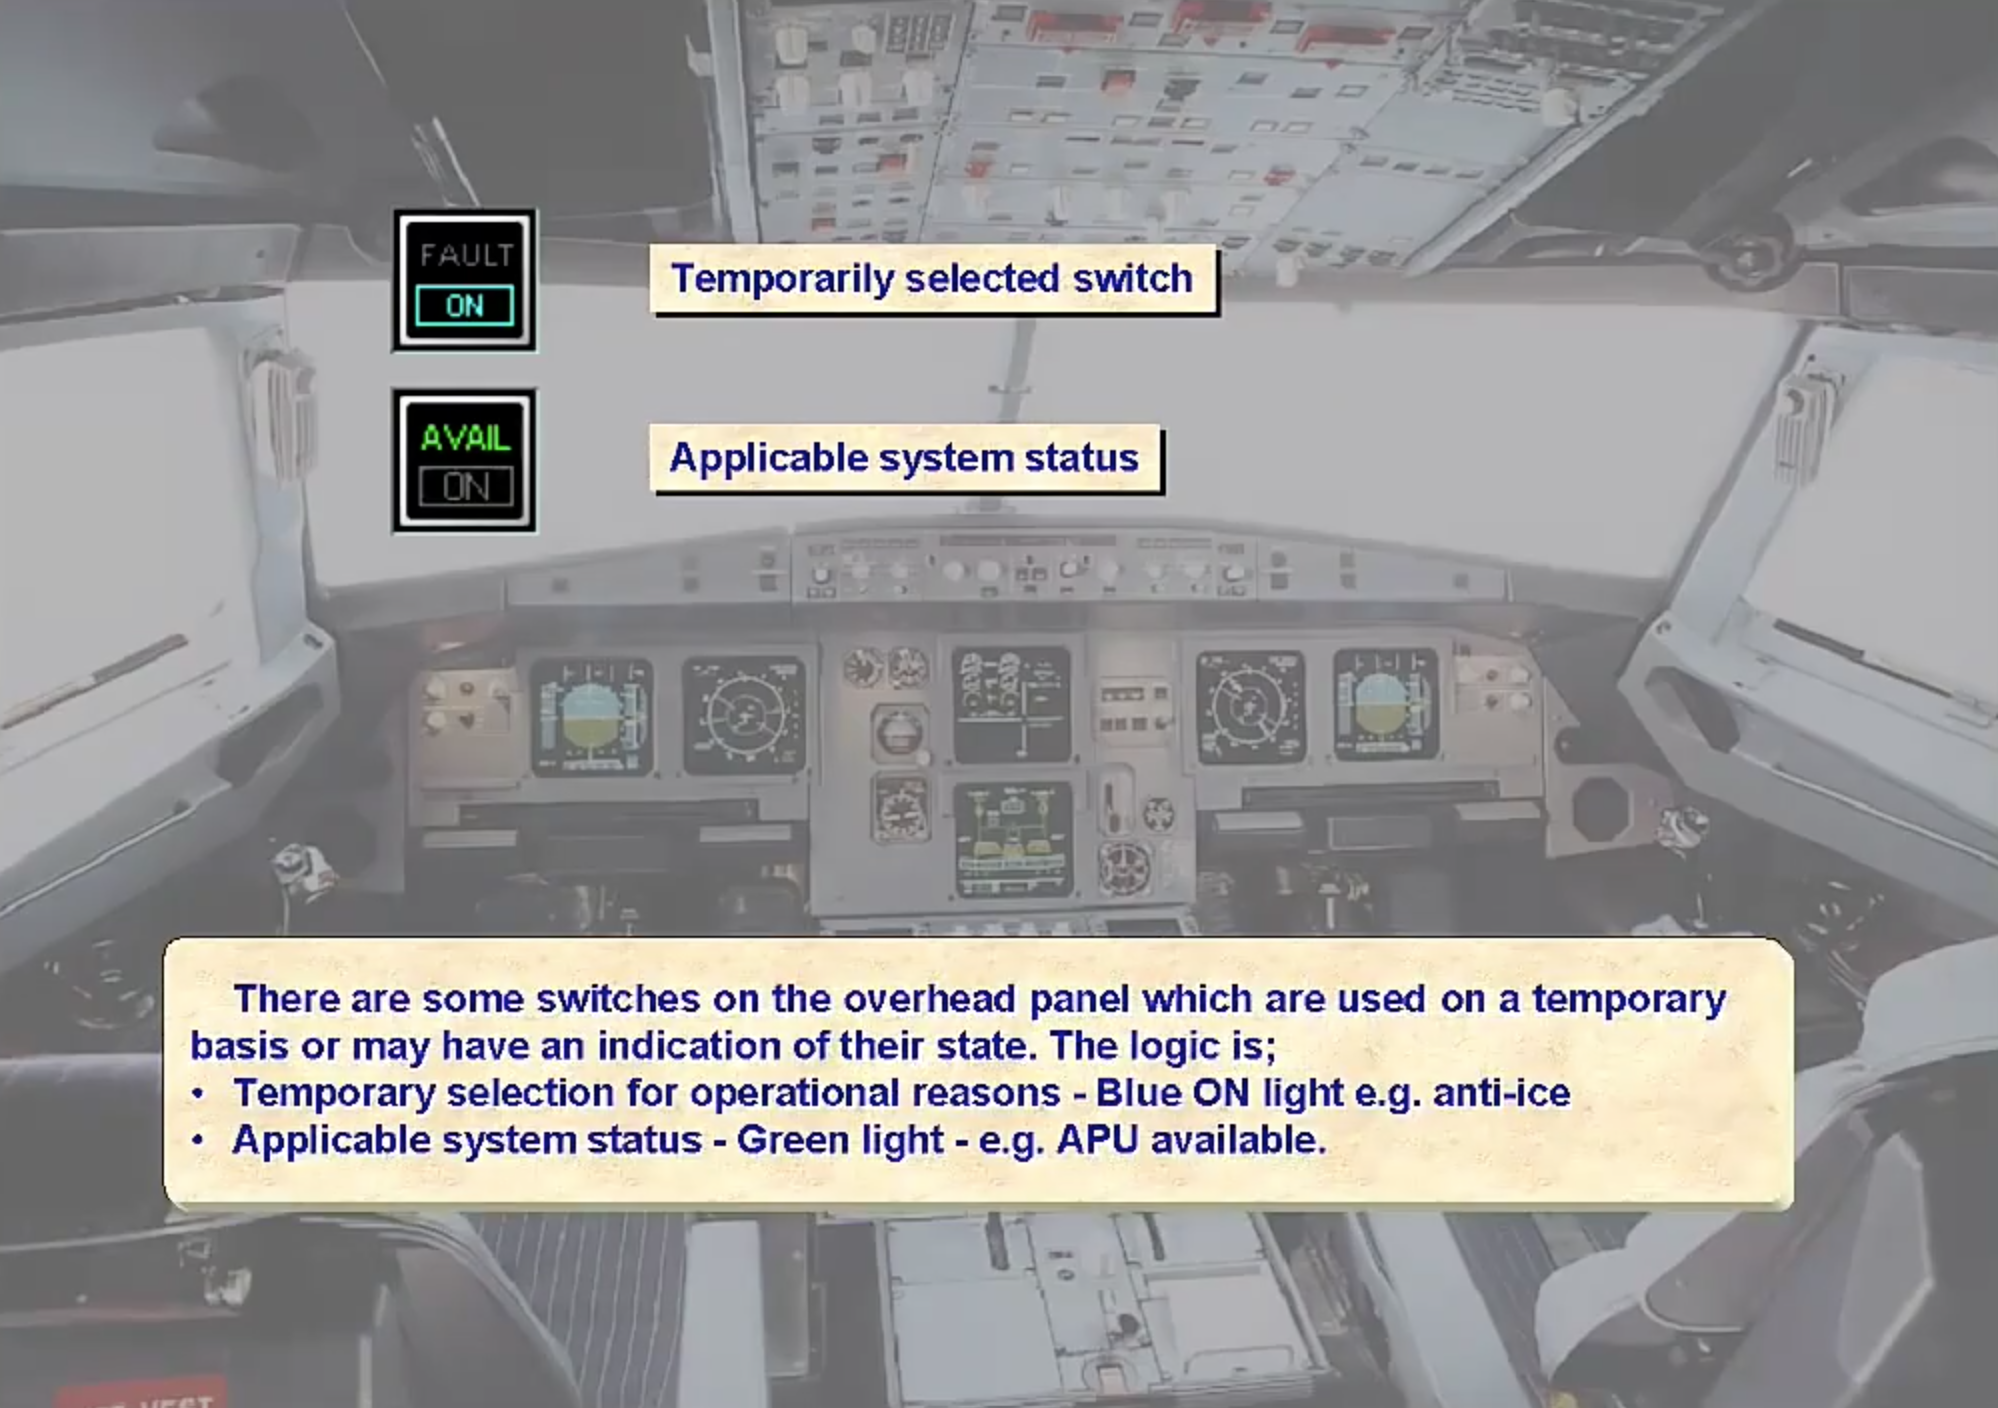 FAULT
ON
Temporarily selected switch
AVAIL
ON
Applicable system status
There are some switches on the overhead panel which are used on a temporary
basis or may have an indication of their state. The logic is;
• Temporary selection for operational reasons - Blue ON light e.g. anti-ice
• Applicable system status - Green light - e.g. APU available.
VEST